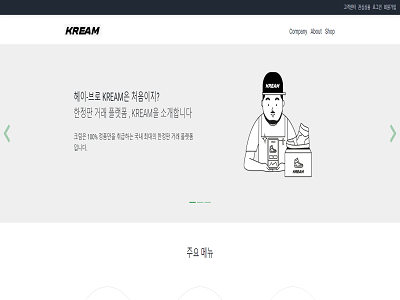 고객센터 관심상품 로그인 회원가입
KREAM
Company About Shop
헤이-브로 KREAM은 처음이지?
한정판 거래 플랫폼 , KREAM을 소개합니다
크림은 100% 정품만을 취급하는 국내 최대의 한정판 거래 플랫폼
입니다.
KREAM
KREAM
주요 메뉴